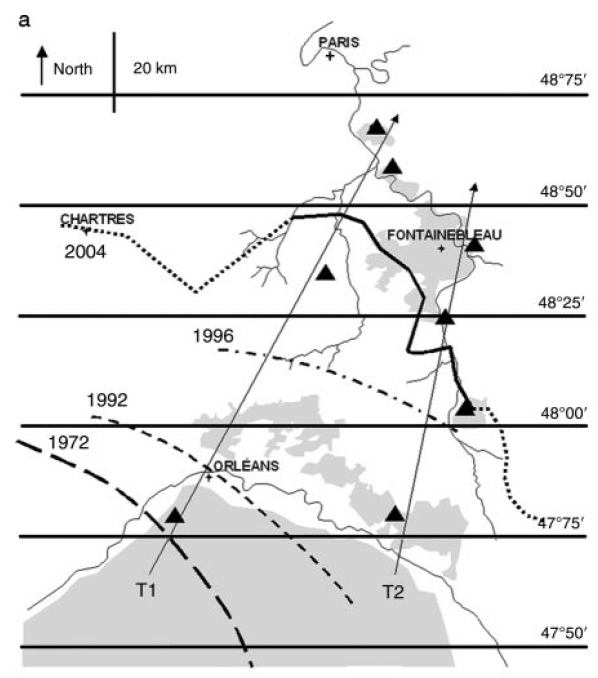 a
PARIS
North
20 km
48°75′
48°50′
CHARTRES
2004
FONTAINEBLEAU
48°25′
1996
1992
48°00′
1972
ORLÉANS
47°75′
T1
T2
47°50′